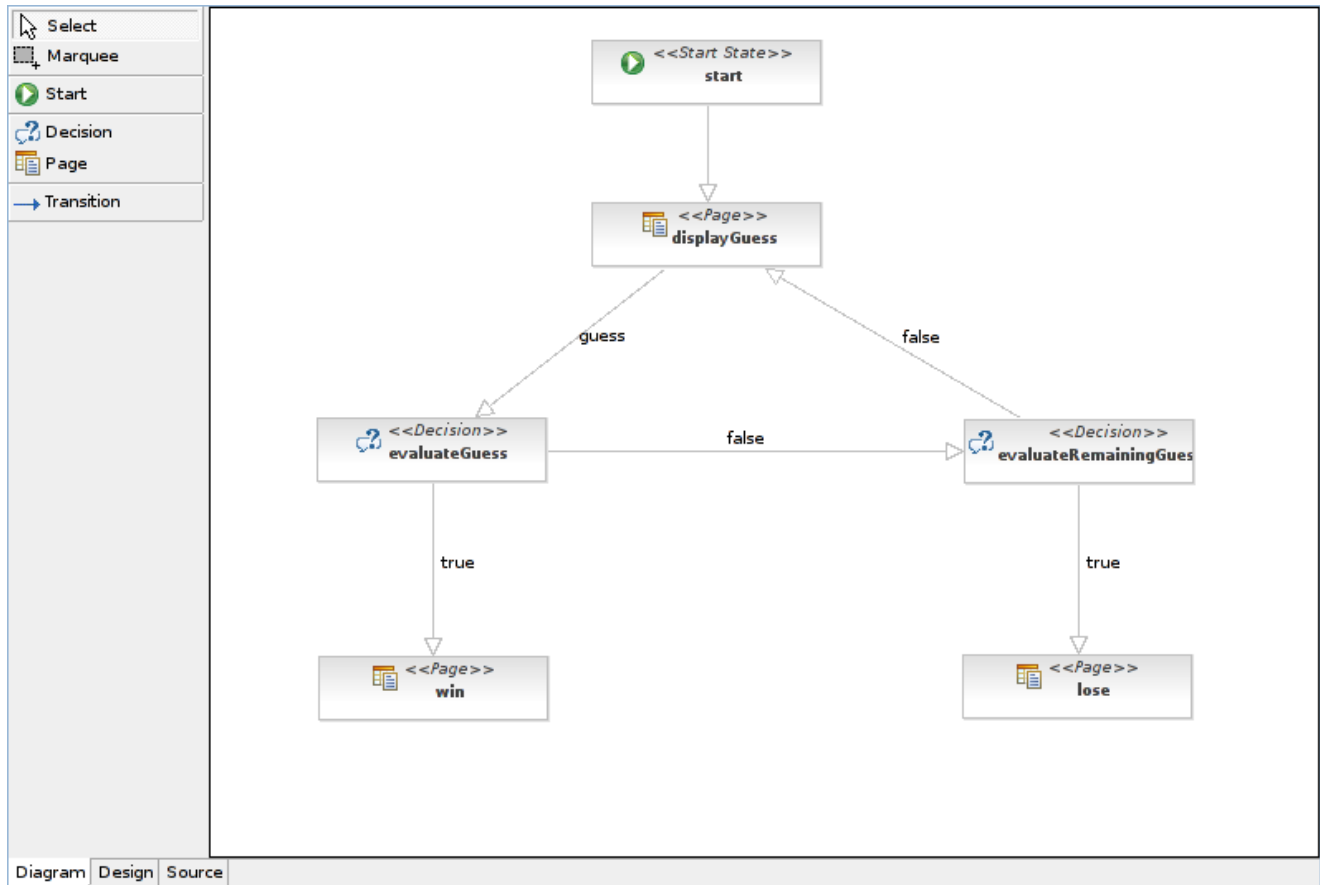 Select
Marquee
Start
Decision
Page
Transition
<<Start State>>
start
<<Page>>
displayGuess
guess
false
<<Decision>>
evaluateGuess
false
<<Decision>>
evaluateRemainingGues
true
true
<<Page>>
win
<<Page>>
lose
Diagram Design Source